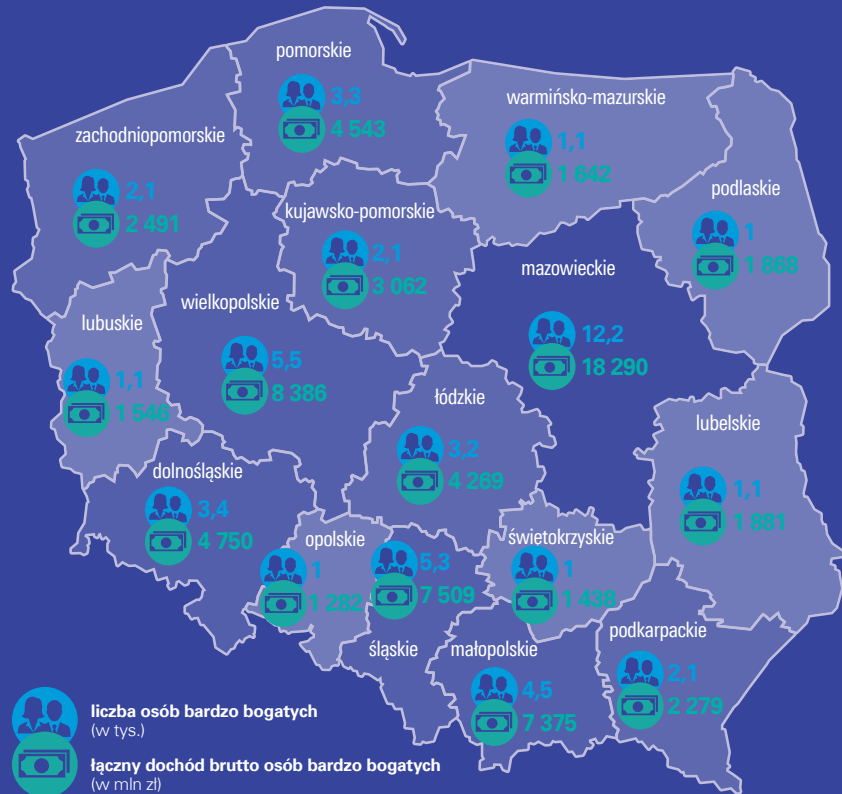 pomorskie
3,3
4 543
warmińsko-mazurskie
1,1
1 642
zachodniopomorskie
2,1
2 491
podlaskie
1
1 868
kujawsko-pomorskie
2,1
3 062
mazowieckie
12,2
18 290
wielkopolskie
5,5
8 386
lubuskie
1,1
1 546
łódzkie
3,2
4 269
lubelskie
1,1
1 881
dolnośląskie
3,4
4 750
opolskie
1
1 282
śląskie
5,3
7 509
świętokrzyskie
1
1 438
małopolskie
4,5
7 375
podkarpackie
2,1
2 279
liczba osób bardzo bogatych
(w tys.)
łączny dochód brutto osób bardzo bogatych
(w mln zł)